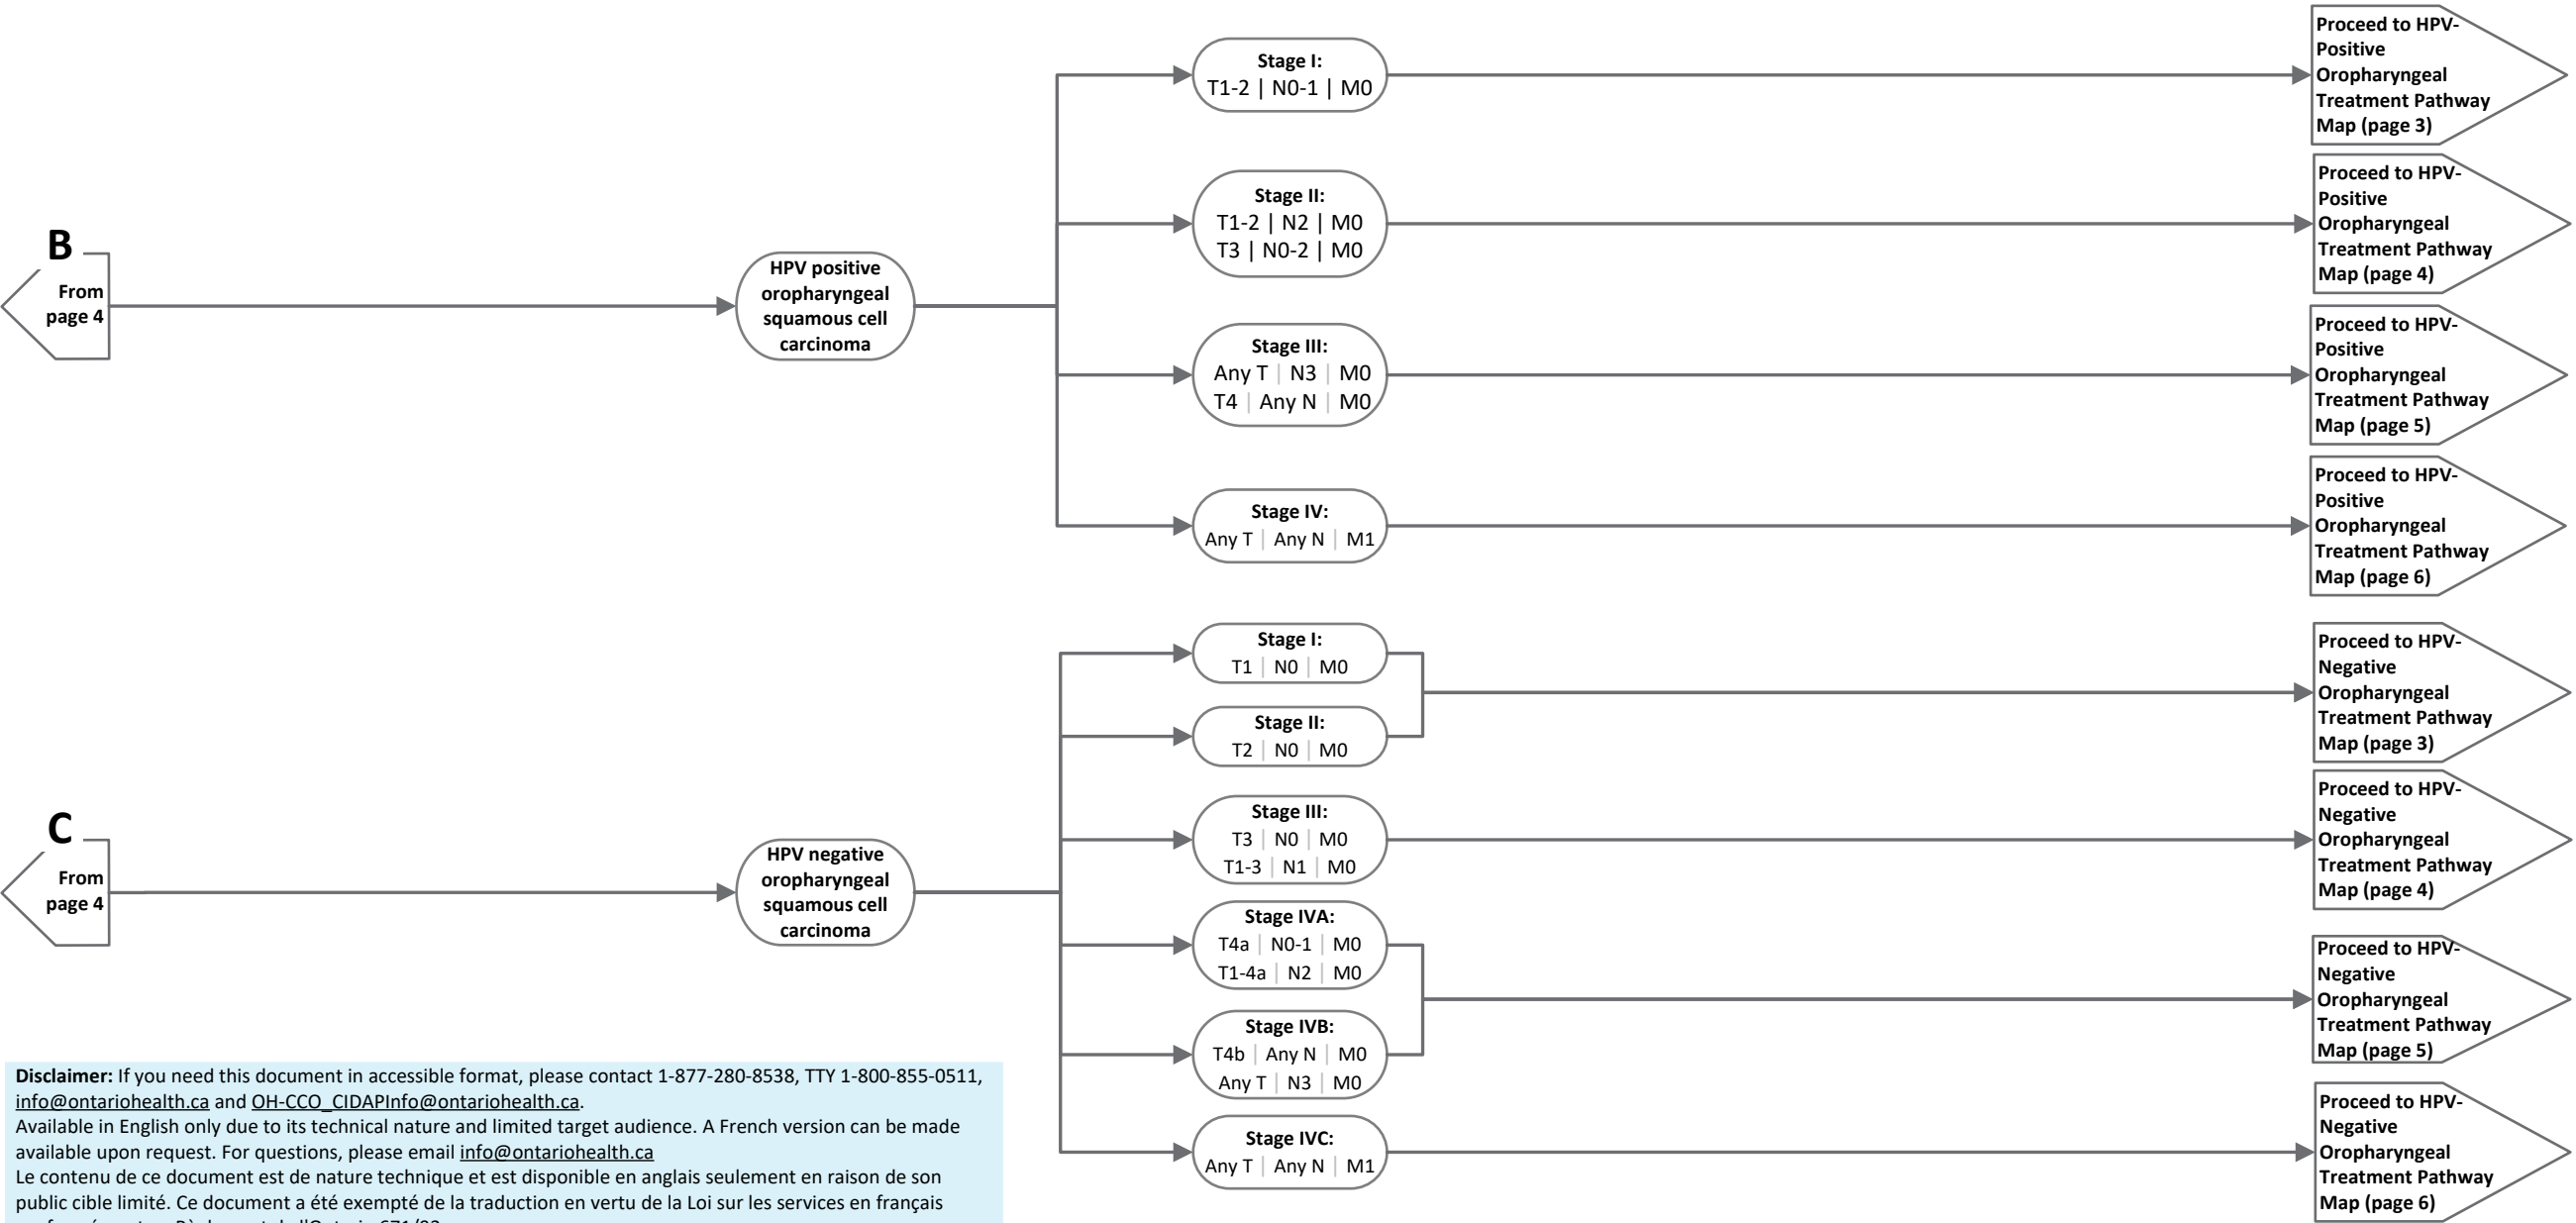 B
From
page 4
HPV positive
oropharyngeal
squamous cell
carcinoma
Stage I:
T1-2 | N0-1 | M0
Proceed to HPV-
Positive
Oropharyngeal
Treatment Pathway
Map (page 3)
Stage II:
T1-2 | N2 | M0
T3 | N0-2 | M0
Proceed to HPV-
Positive
Oropharyngeal
Treatment Pathway
Map (page 4)
Stage III:
Any T | N3 | M0
T4 | Any N | M0
Proceed to HPV-
Positive
Oropharyngeal
Treatment Pathway
Map (page 5)
Stage IV:
Any T | Any N | M1
Proceed to HPV-
Positive
Oropharyngeal
Treatment Pathway
Map (page 6)
C
From
page 4
HPV negative
oropharyngeal
squamous cell
carcinoma
Stage I:
T1 | N0 | M0
Stage II:
T2 | N0 | M0
Proceed to HPV-
Negative
Oropharyngeal
Treatment Pathway
Map (page 3)
Stage III:
T3 | N0 | M0
T1-3 | N1 | M0
Proceed to HPV-
Negative
Oropharyngeal
Treatment Pathway
Map (page 4)
Stage IVA:
T4a | N0-1 | M0
T1-4a | N2 | M0
Stage IVB:
T4b | Any N | M0
Any T | N3 | M0
Proceed to HPV-
Negative
Oropharyngeal
Treatment Pathway
Map (page 5)
Stage IVC:
Any T | Any N | M1
Proceed to HPV-
Negative
Oropharyngeal
Treatment Pathway
Map (page 6)
Disclaimer: If you need this document in accessible format, please contact 1-877-280-8538, TTY 1-800-855-0511,
info@ontariohealth.ca and OH-CCO_CIDAPInfo@ontariohealth.ca.
Available in English only due to its technical nature and limited target audience. A French version can be made
available upon request. For questions, please email info@ontariohealth.ca
Le contenu de ce document est de nature technique et est disponible en anglais seulement en raison de son
public cible limité. Ce document a été exempté de la traduction en vertu de la Loi sur les services en français